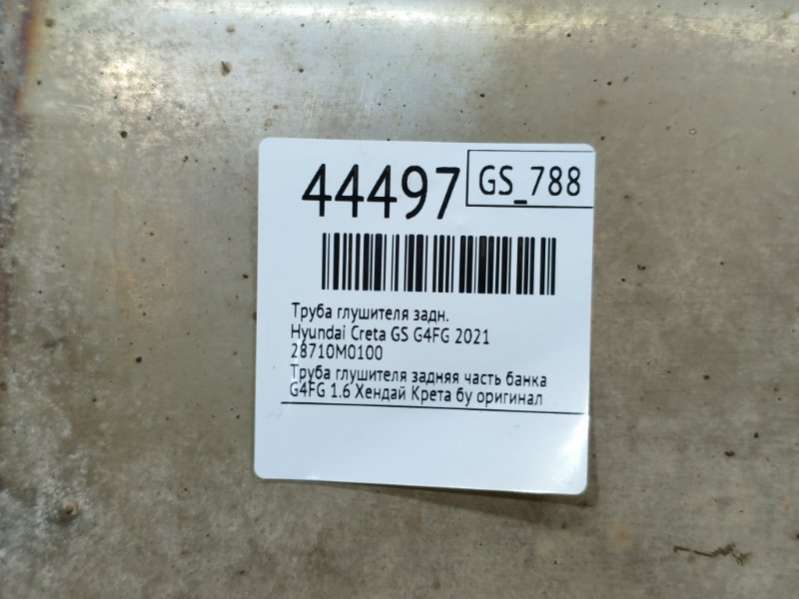 44497
GS_788
Труба глушителя задн.
Hyundai Creta GS G4FG 2021
28710M0100
Труба глушителя задняя часть банка
G4FG 1.6 Хендай Крета бу оригинал